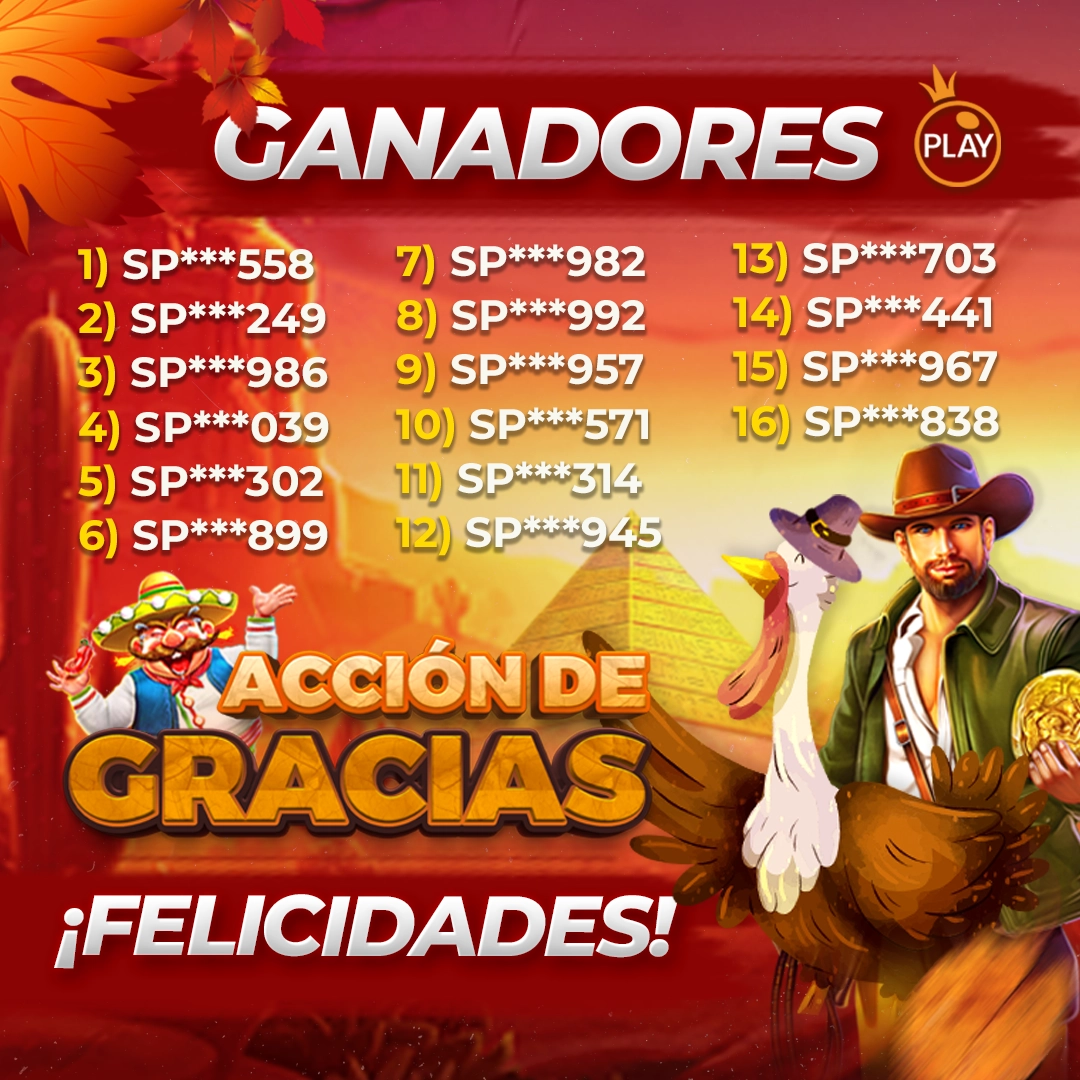 GANADORES
PLAY
1) SP***558
2) SP***249
3) SP***986
4) SP***039
5) SP***302
6) SP***899
7) SP***982
8) SP***992
9) SP***957
10) SP***571
11) SP***314
12) SP***945
13) SP***703
14) SP***441
15) SP***967
16) SP***838
ACCIÓN DE
GRACIAS
¡FELICIDADES!